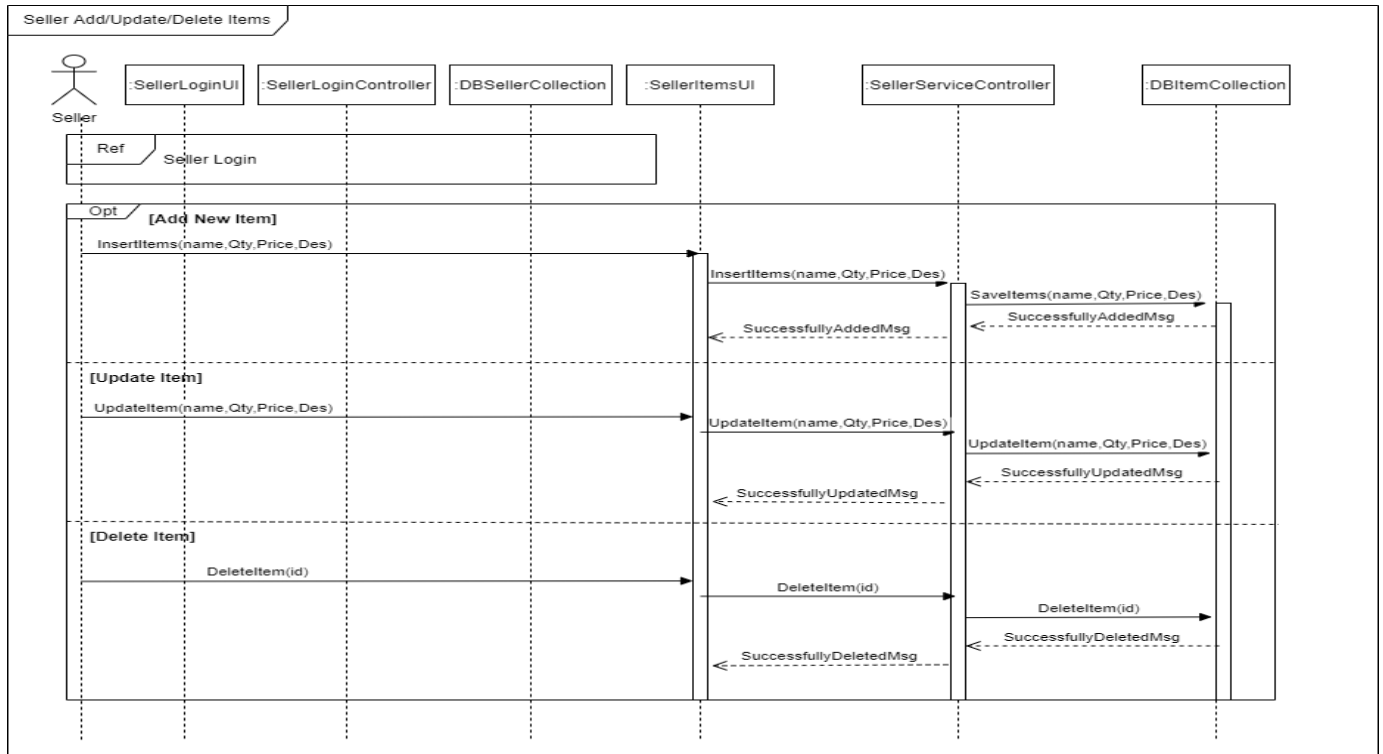 Seller Add/Update/Delete Items
:SellerLoginUI
:SellerLoginController
:DBSellerCollection
:SellerItemsUI
:SellerServiceController
:DBItemCollection
Seller
Ref
Seller Login
Opt
[Add New Item]
InsertItems(name,Qty,Price,Des)
InsertItems(name,Qty,Price,Des)
SaveItems(name,Qty,Price,Des)
SuccessfullyAddedMsg
SuccessfullyAddedMsg
[Update Item]
UpdateItem(name,Qty,Price,Des)
UpdateItem(name,Qty,Price,Des)
UpdateItem(name,Qty,Price,Des)
SuccessfullyUpdatedMsg
SuccessfullyUpdatedMsg
[Delete Item]
DeleteItem(id)
DeleteItem(id)
DeleteItem(id)
SuccessfullyDeletedMsg
SuccessfullyDeletedMsg